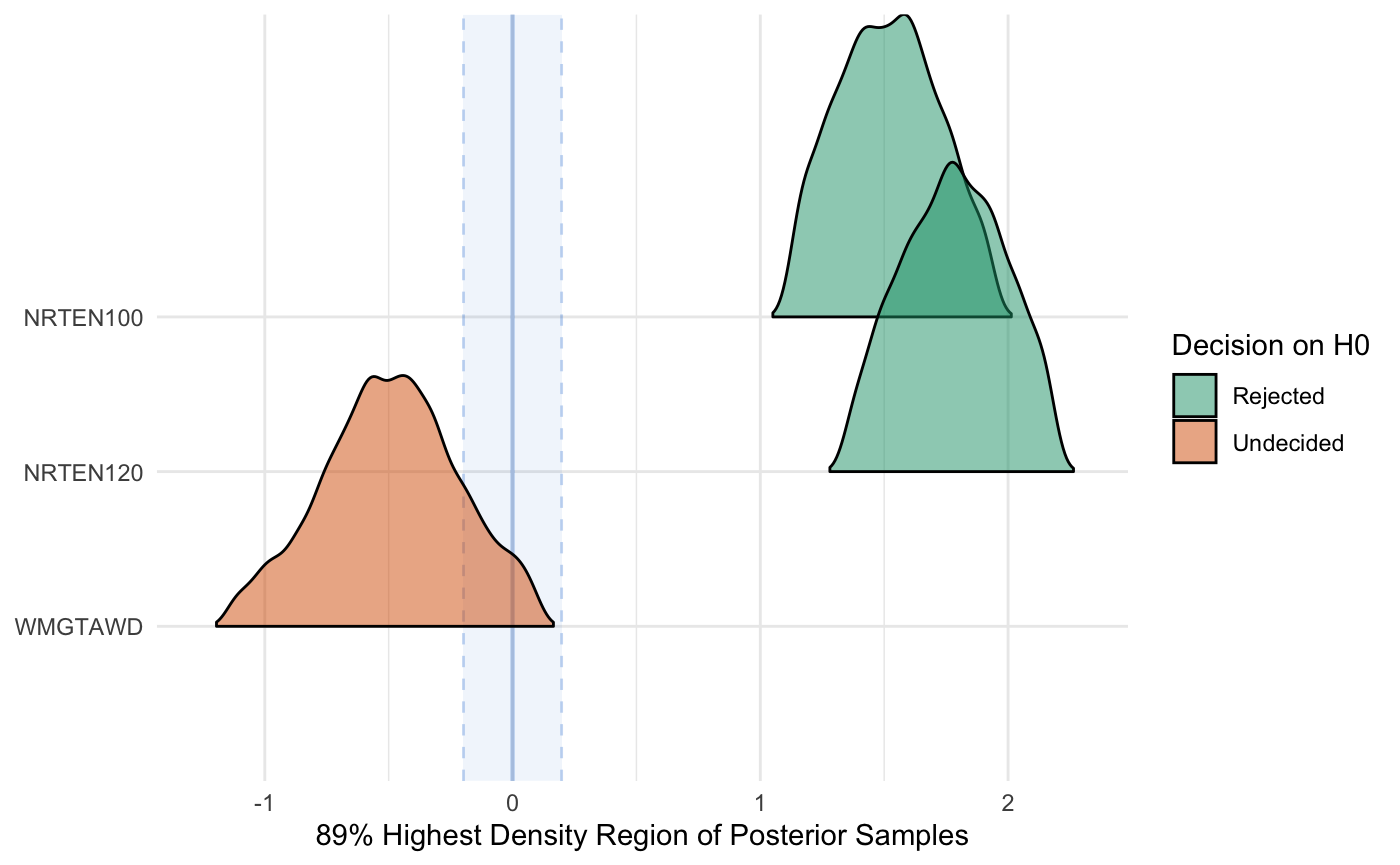 NRTEN100
NRTEN120
WMGTAWD
-1 0 1 2
89% Highest Density Region of Posterior Samples
Decision on H0
Rejected
Undecided